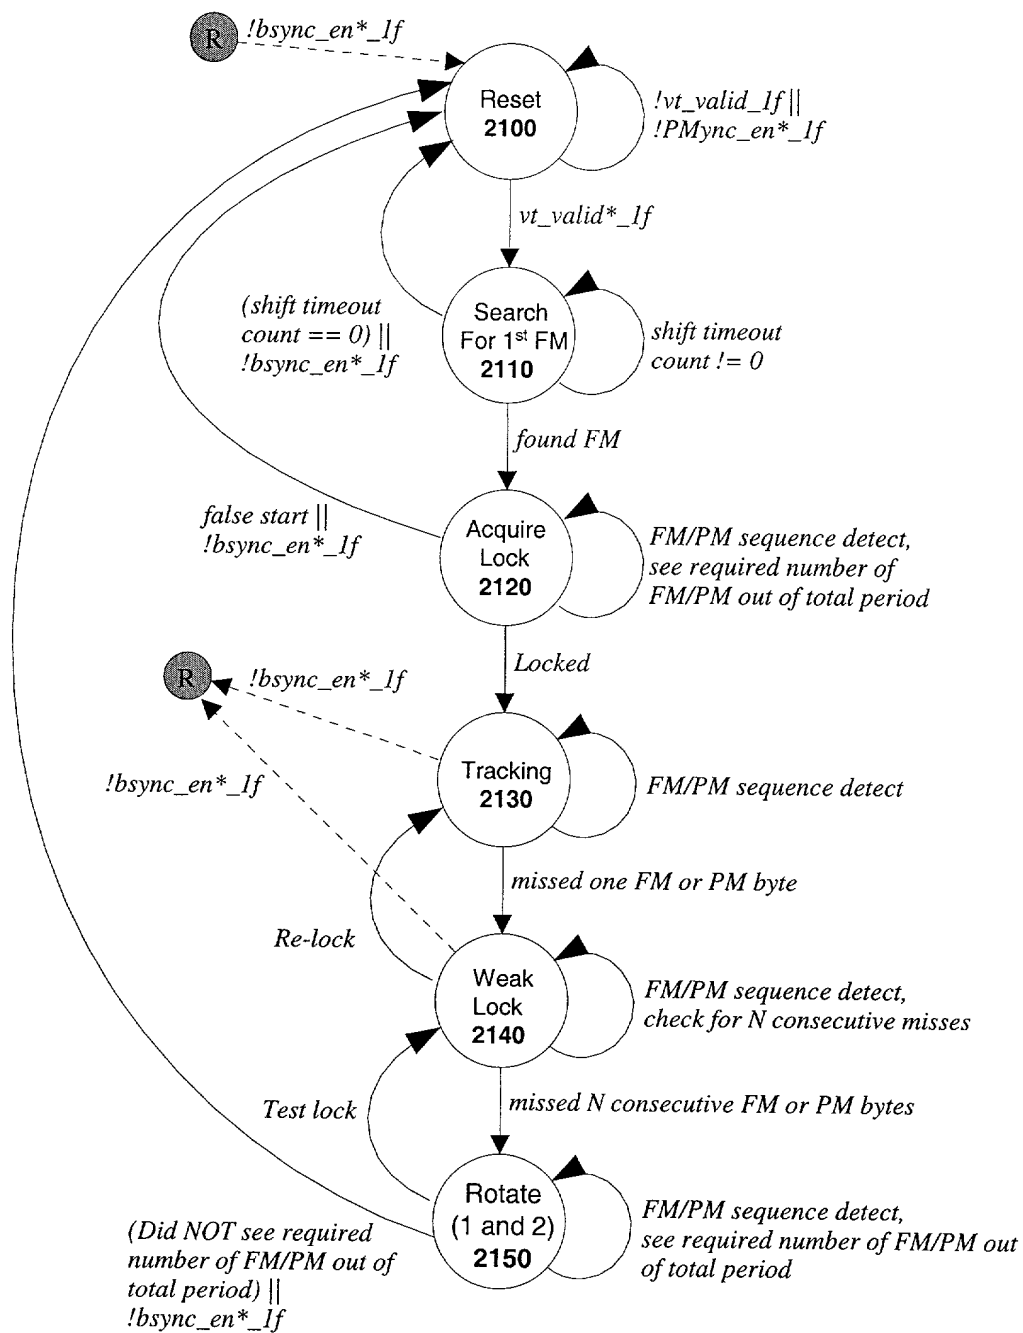 R
!bsync_en*_1f
Reset
2100
!vt_valid_1f ||
!PMync_en*_1f
vt_valid*_1f
Search
For 1st FM
2110
(shift timeout
count == 0) ||
!bsync_en*_1f
shift timeout
count != 0
found FM
Acquire
Lock
2120
false start ||
!bsync_en*_1f
FM/PM sequence detect,
see required number of
FM/PM out of total period
Locked
R
!bsync_en*_1f
Tracking
2130
FM/PM sequence detect
!bsync_en*_1f
missed one FM or PM byte
Re-lock
Weak
Lock
2140
FM/PM sequence detect,
check for N consecutive misses
Test lock
missed N consecutive FM or PM bytes
Rotate
(1 and 2)
2150
FM/PM sequence detect,
see required number of FM/PM out
of total period
(Did NOT see required
number of FM/PM out of
total period) ||
!bsync_en*_1f